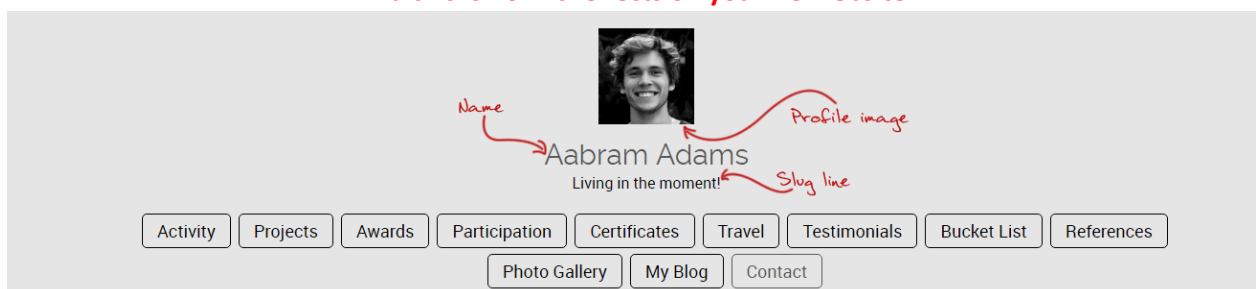 Name
Profile image
Aabram Adams
Living in the moment!
Slug line
Activity
Projects
Awards
Participation
Certificates
Travel
Testimonials
Bucket List
References
Photo Gallery
My Blog
Contact